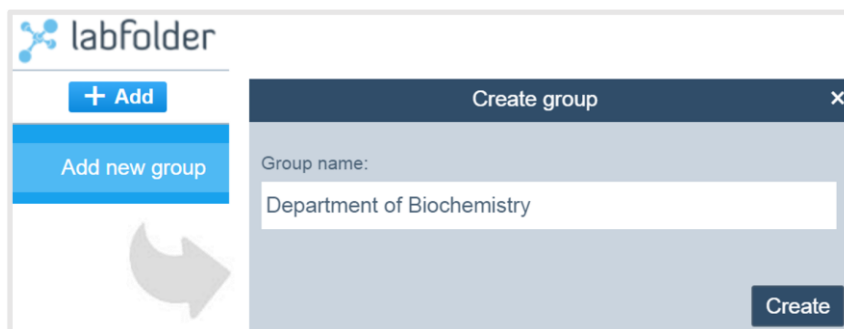 labfolder
+ Add
Create group ×
Add new group
Group name:
Department of Biochemistry
Create